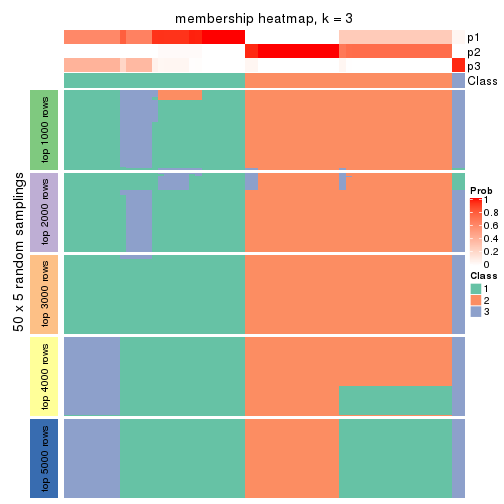 membership heatmap, k = 3
p1
p2
p3
Class
50 x 5 random samplings
top 1000 rows
top 2000 rows
top 3000 rows
top 4000 rows
top 5000 rows
Prob
1
0.8
0.6
0.4
0.2
0
Class
1
2
3